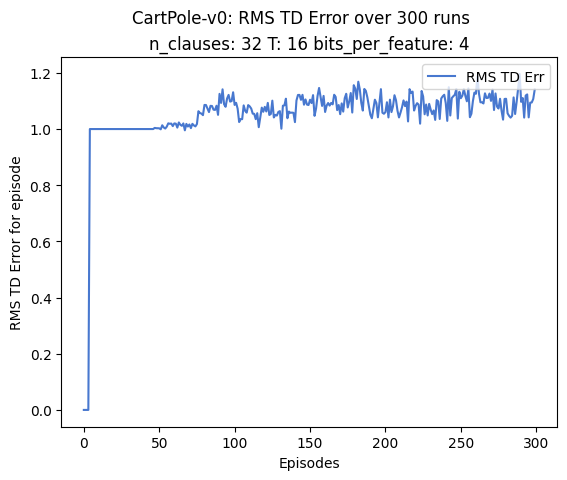 CartPole-v0: RMS TD Error over 300 runs
n_clauses: 32 T: 16 bits_per_feature: 4
RMS TD Err
1.2
1.0
0.8
0.6
0.4
0.2
0.0
RMS TD Error for episode
0 50 100 150 200 250 300
Episodes